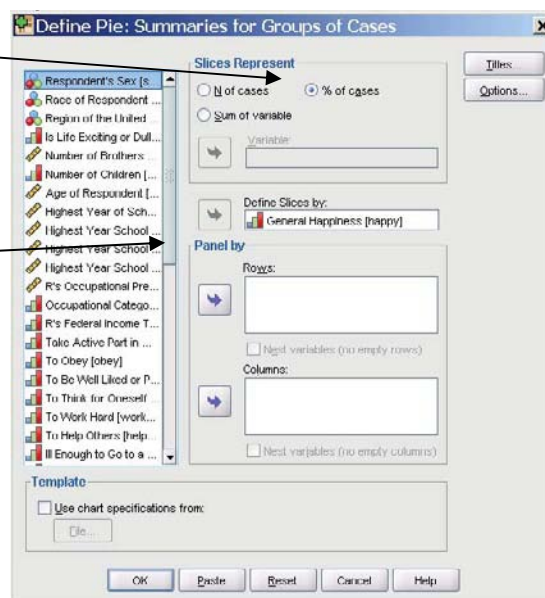 Define Pie: Summaries for Groups of Cases
Respondent's Sex [s...
Race of Respondent ...
Region of the United ...
Is Life Exciting or Dull...
Number of Brothers ...
Number of Children [...
Age of Respondent [...
Highest Year of Sch...
Highest Year School ...
Highest Year School ...
Highest Year School ...
R's Occupational Pre...
Occupational Catego...
R's Federal Income T...
Take Active Part in ...
To Obey [obey]
To Be Well Liked or P...
To Think for Oneself ...
To Work Hard [work...
To Help Others [help...
Ill Enough to Go to a ...
Slices Represent
N of cases
% of cases
Sum of variable
Variable:
Define Slices by:
General Happiness [happy]
Panel by
Rows:
Nest variables (no empty rows)
Columns:
Nest variables (no empty columns)
Titles...
Options...
Template
Use chart specifications from:
File...
OK
Paste
Reset
Cancel
Help